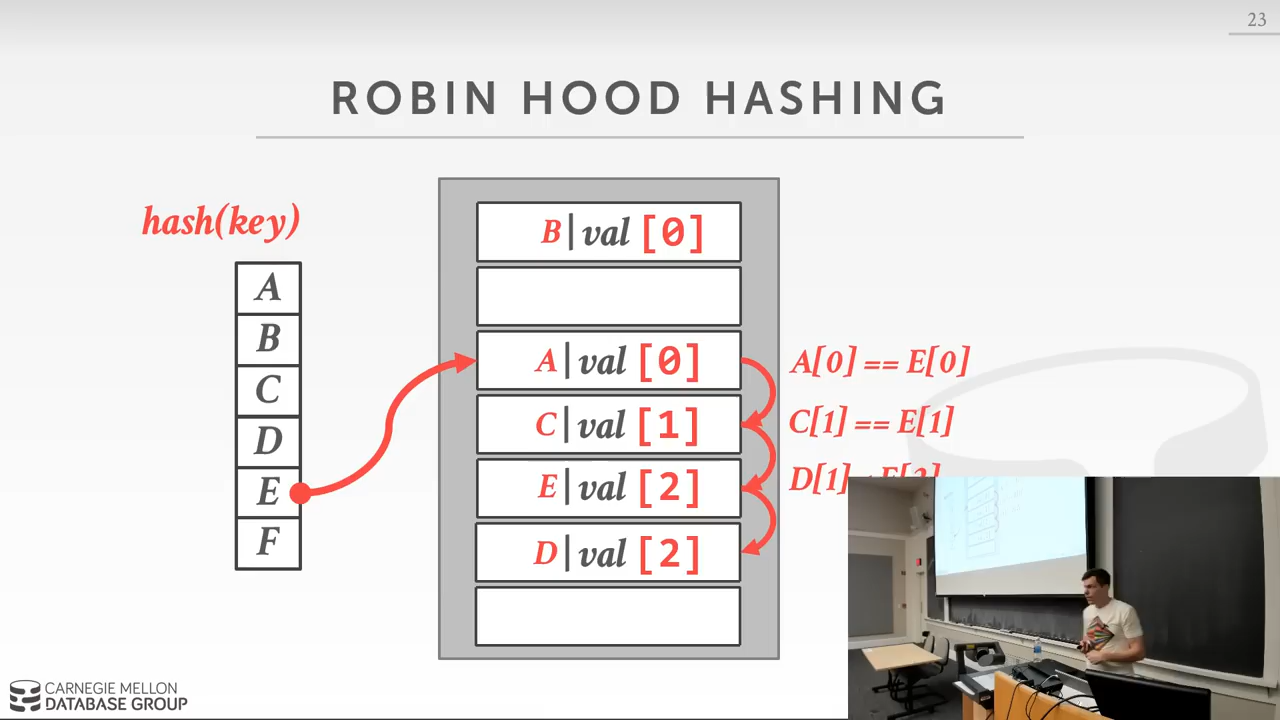 23
ROBIN HOOD HASHING
hash(key)
A
B
C
D
E
F
B|val [0]
A|val [0]
C|val [1]
E|val [2]
D|val [2]
A[0] == E[0]
C[1] == E[1]
D[1]
CARNEGIE MELLON
DATABASE GROUP